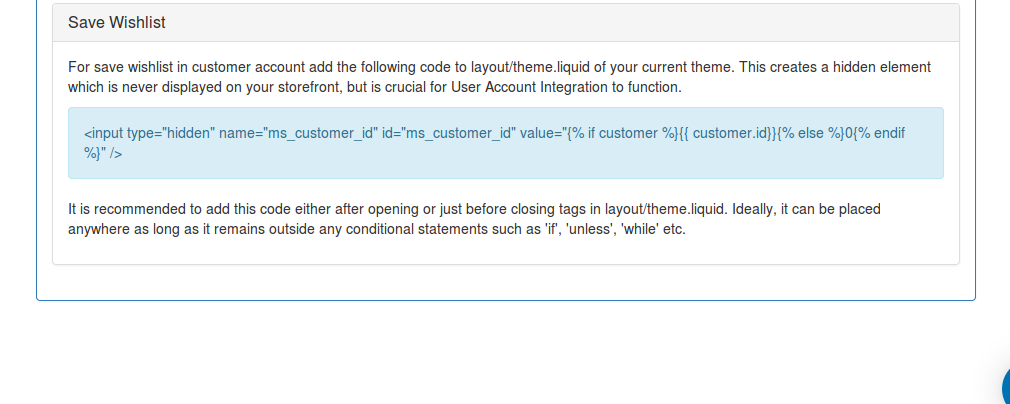 Save Wishlist
For save wishlist in customer account add the following code to layout/theme.liquid of your current theme. This creates a hidden element
which is never displayed on your storefront, but is crucial for User Account Integration to function.
<input type="hidden" name="ms_customer_id" id="ms_customer_id" value="{% if customer %}{{ customer.id}}{% else %}0{% endif
%}" />
It is recommended to add this code either after opening or just before closing tags in layout/theme.liquid. Ideally, it can be placed
anywhere as long as it remains outside any conditional statements such as 'if', 'unless', 'while' etc.